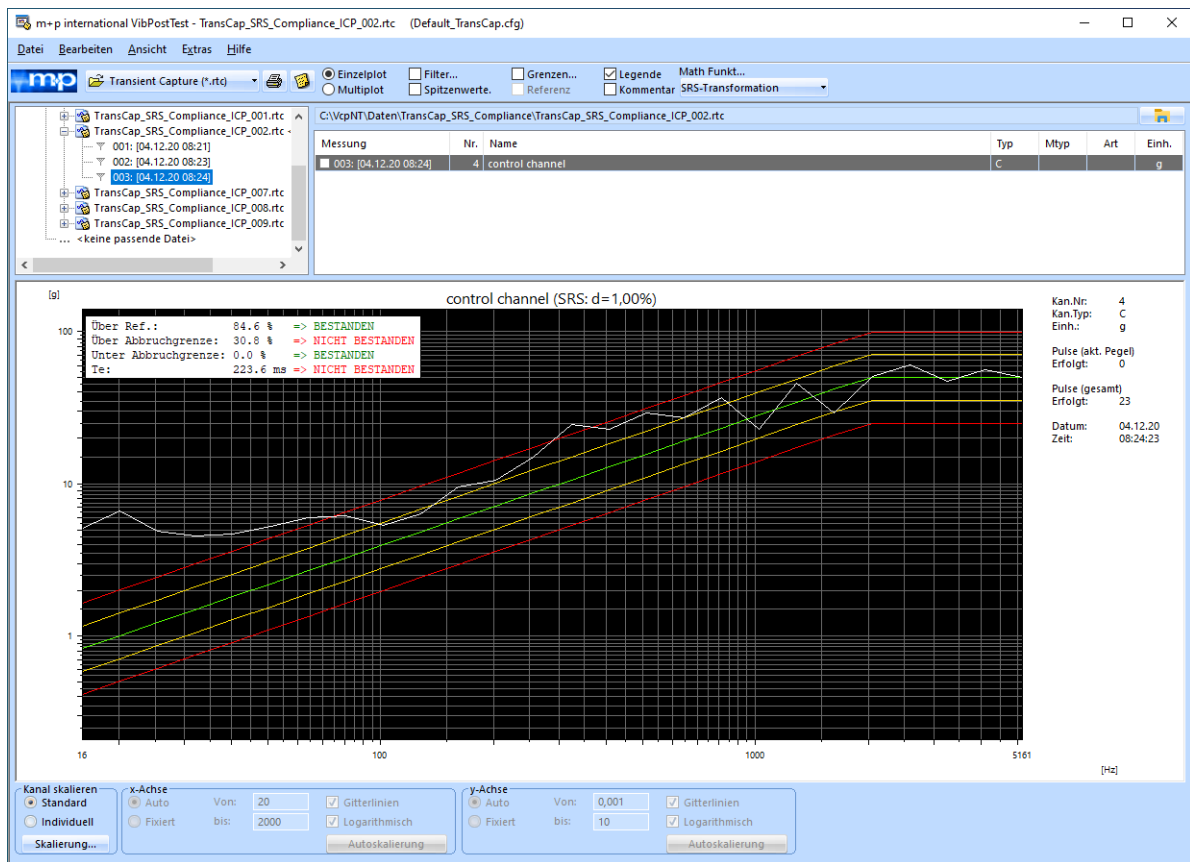 m+p international VibPostTest - TransCap_SRS_Compliance_ICP_002.rtc (Default_TransCap.cfg)
Datei Bearbeiten Ansicht Extras Hilfe
m+p Transient Capture (*.rtc) Einzelplot Filter... Grenzen... Legende Math Funkt...
Multiplot Spitzenwerte. Referenz Kommentar SRS-Transformation
TransCap_SRS_Compliance_ICP_001.rtc
TransCap_SRS_Compliance_ICP_002.rtc <
001: [04.12.20 08:21]
002: [04.12.20 08:23]
003: [04.12.20 08:24]
TransCap_SRS_Compliance_ICP_007.rtc
TransCap_SRS_Compliance_ICP_008.rtc
TransCap_SRS_Compliance_ICP_009.rtc
... <keine passende Datei>
C:\VcpNT\Daten\TransCap_SRS_Compliance\TransCap_SRS_Compliance_ICP_002.rtc
Messung Nr. Name Typ Mtyp Art Einh.
003: [04.12.20 08:24] 4 control channel C g
[g]
control channel (SRS: d=1,00%)
Über Ref.: 84.6 % => BESTANDEN
Über Abbruchgrenze: 30.8 % => NICHT BESTANDEN
Unter Abbruchgrenze: 0.0 % => BESTANDEN
Te: 223.6 ms => NICHT BESTANDEN
100
10
1
16 100 1000 5161
[Hz]
Kan.Nr: 4
Kan.Typ: C
Einh.: g
Pulse (akt. Pegel)
Erfolgt: 0
Pulse (gesamt)
Erfolgt: 23
Datum: 04.12.20
Zeit: 08:24:23
Kanal skalieren
Standard
Individuell
Skalierung...
x-Achse
Auto Von: 20 Gitterlinien
Fixiert bis: 2000 Logarithmisch
Autoskalierung
y-Achse
Auto Von: 0,001 Gitterlinien
Fixiert bis: 10 Logarithmisch
Autoskalierung